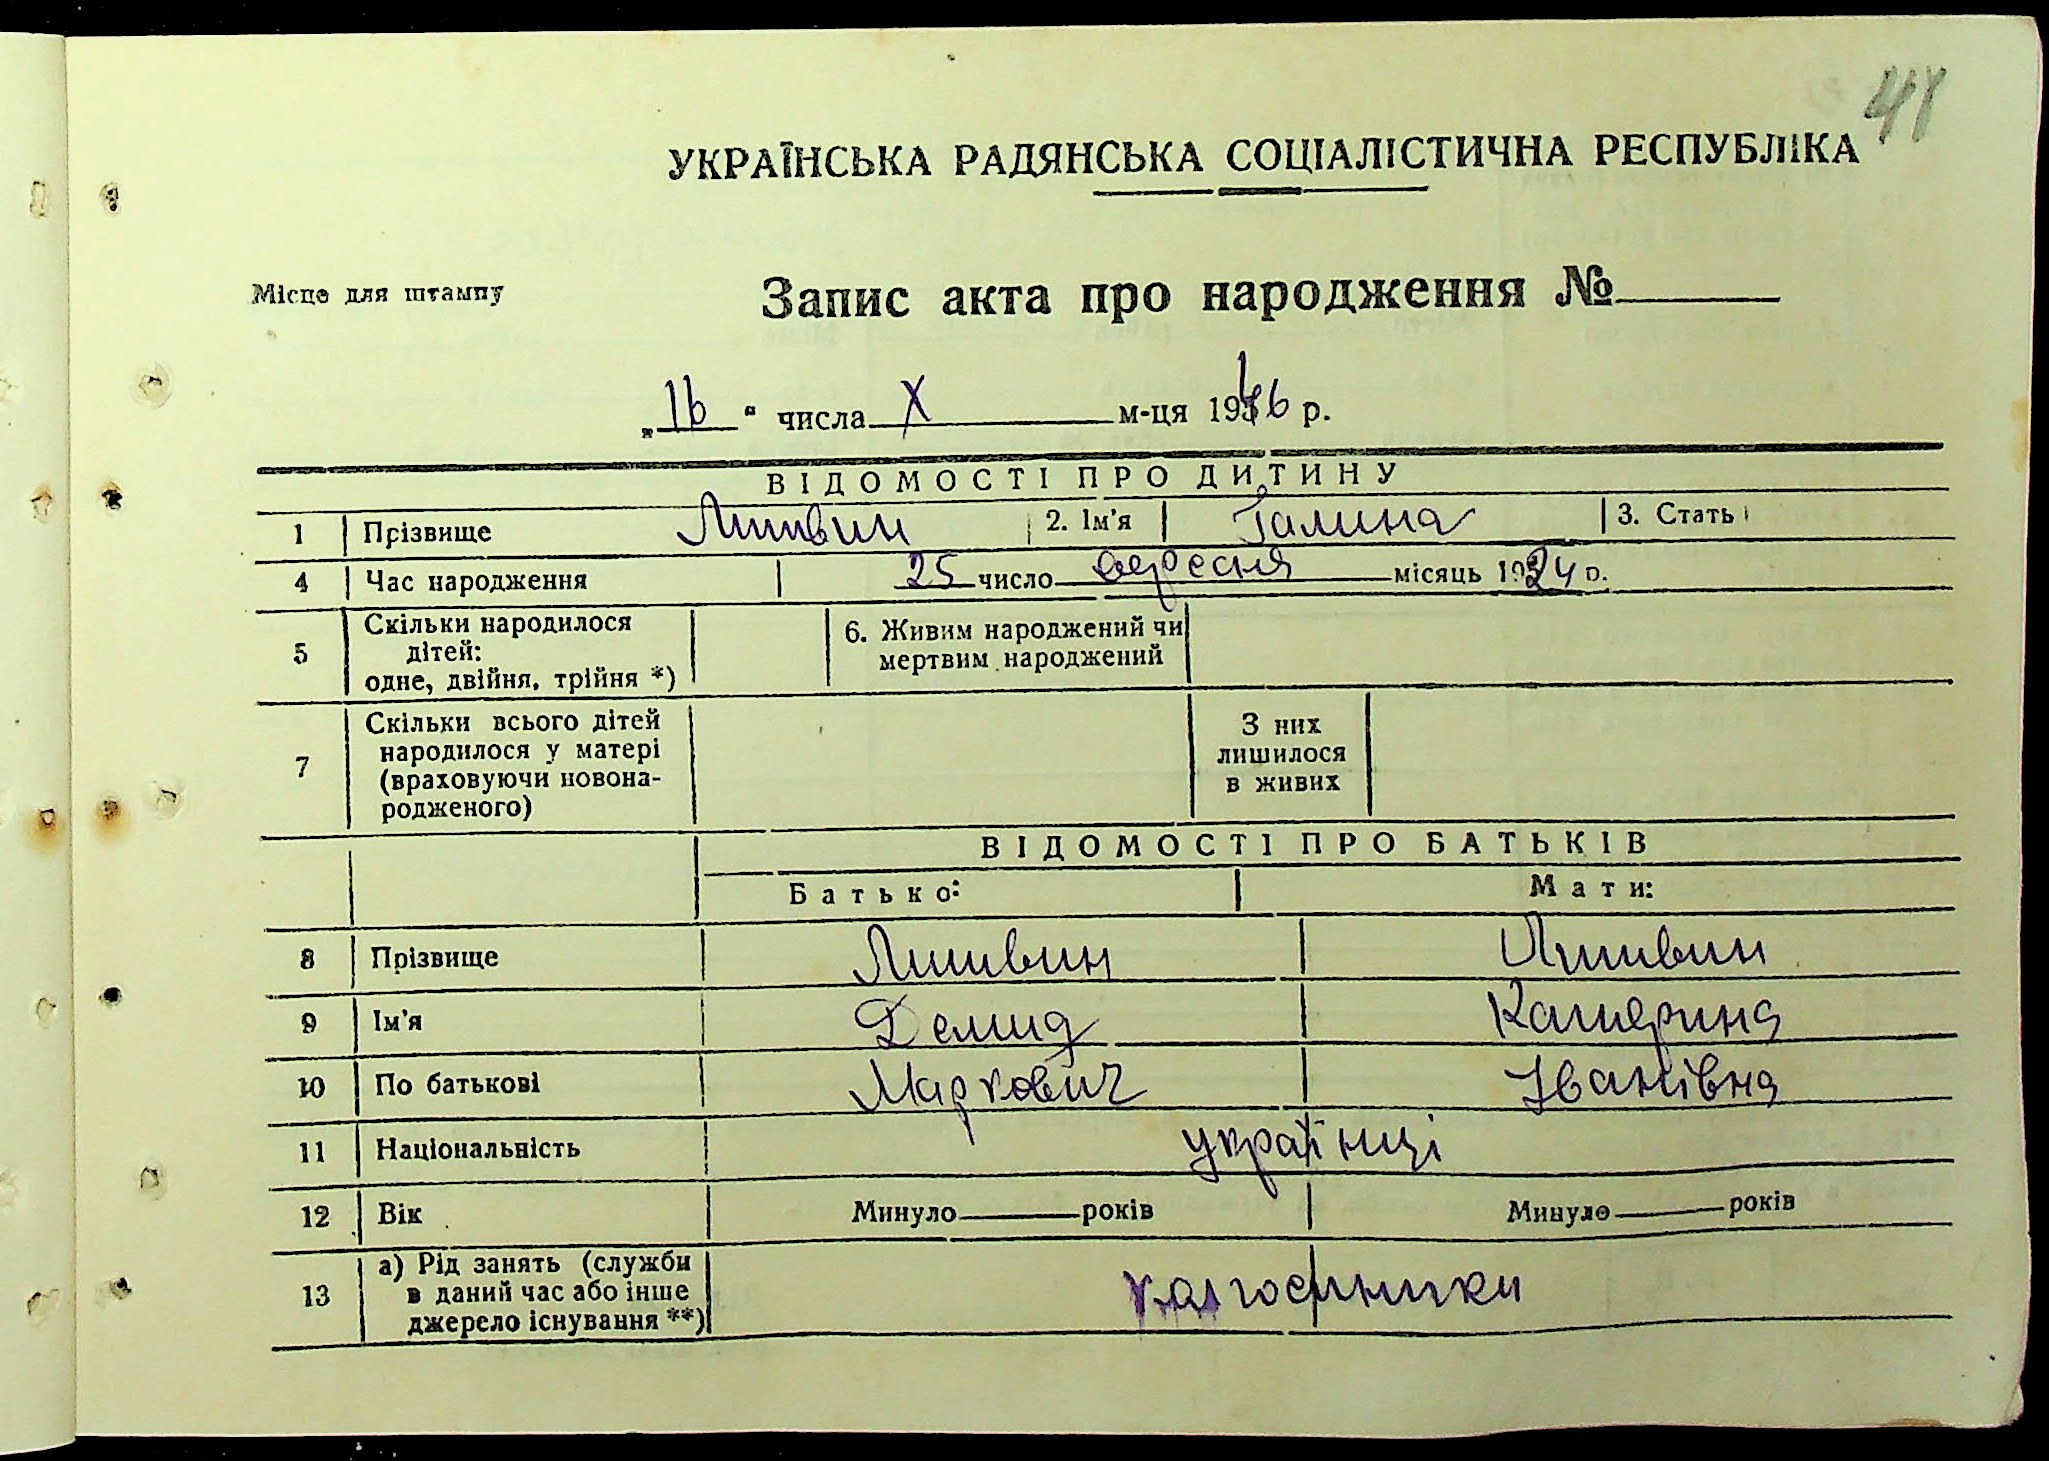 41
УКРАЇНСЬКА РАДЯНСЬКА СОЦІАЛІСТИЧНА РЕСПУБЛІКА
Місце для штампу
Запис акта про народження №
„16“ числа X м-ця 1946 р.
ВІДОМОСТІ ПРО ДИТИНУ
1 Прізвище Литвин 2. Ім'я Галина 3. Стать
4 Час народження 25 число вересня місяць 1924 р.
5 Скільки народилося дітей: одне, двійня, трійня *) 6. Живим народжений чи мертвим народжений
7 Скільки всього дітей народилося у матері (враховуючи новона-родженого) З них лишилося в живих
ВІДОМОСТІ ПРО БАТЬКІВ
Батько: Мати:
8 Прізвище Литвин Литвин
9 Ім'я Демид Катерина
10 По батькові Маркович Іванівна
11 Національність українці
12 Вік Минуло років Минуло років
13 а) Рід занять (служби в даний час або інше джерело існування **) колгоспники